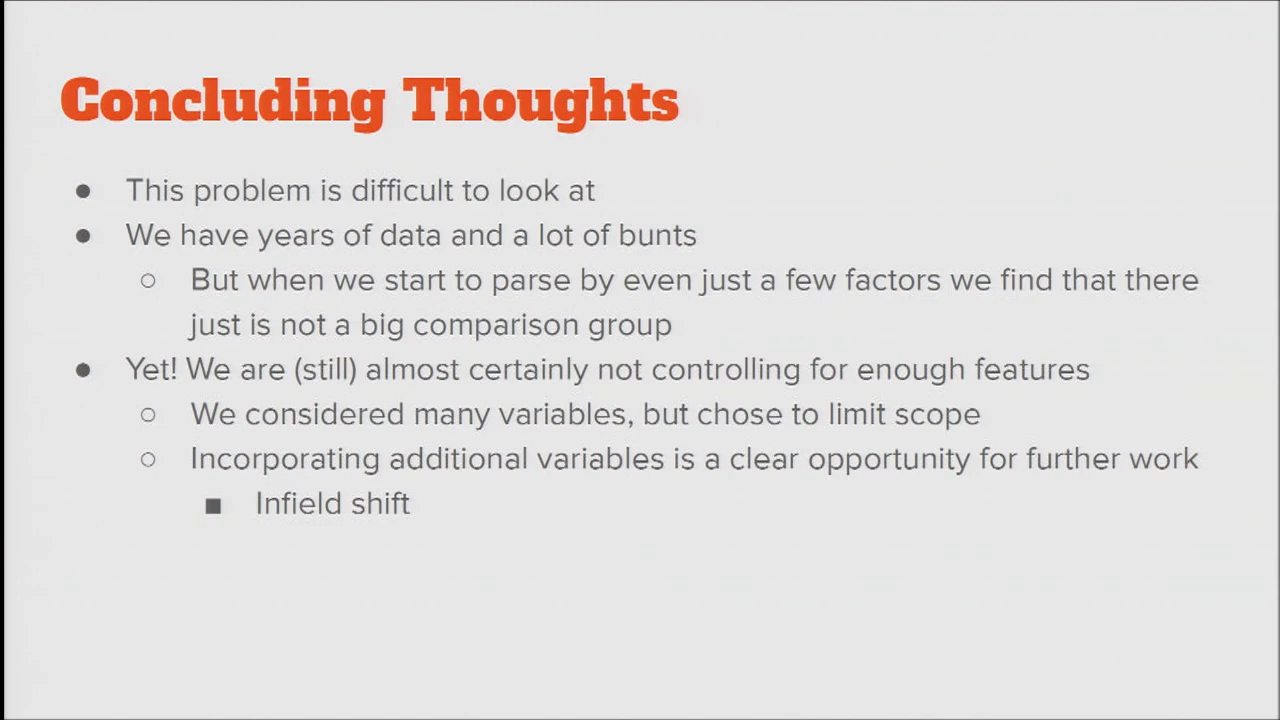 Concluding Thoughts
● This problem is difficult to look at
● We have years of data and a lot of bunts
○ But when we start to parse by even just a few factors we find that there
just is not a big comparison group
● Yet! We are (still) almost certainly not controlling for enough features
○ We considered many variables, but chose to limit scope
○ Incorporating additional variables is a clear opportunity for further work
■ Infield shift